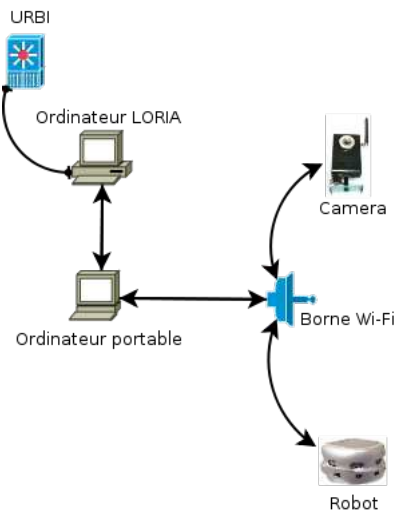 URBI
Ordinateur LORIA
Camera
Ordinateur portable
Borne Wi-Fi
Robot